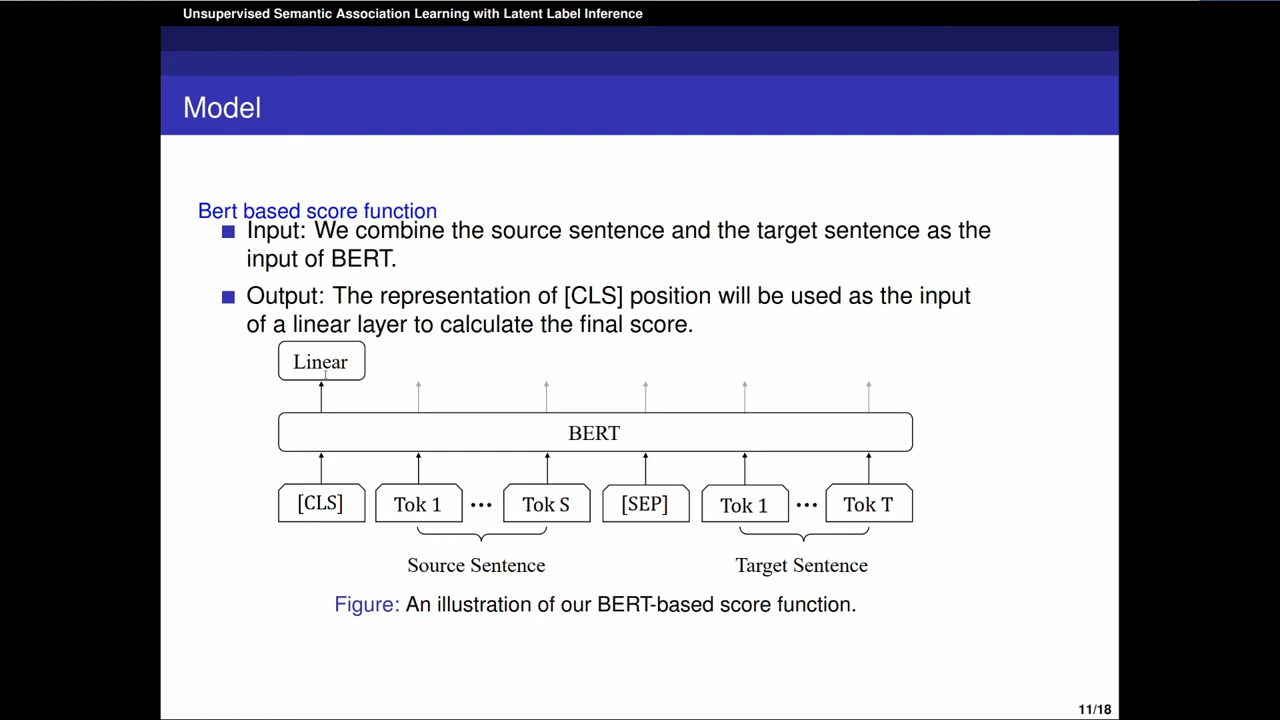 Unsupervised Semantic Association Learning with Latent Label Inference
Model
Bert based score function
Input: We combine the source sentence and the target sentence as the
input of BERT.
Output: The representation of [CLS] position will be used as the input
of a linear layer to calculate the final score.
Linear
BERT
[CLS] Tok 1 ··· Tok S [SEP] Tok 1 ··· Tok T
Source Sentence Target Sentence
Figure: An illustration of our BERT-based score function.
11/18